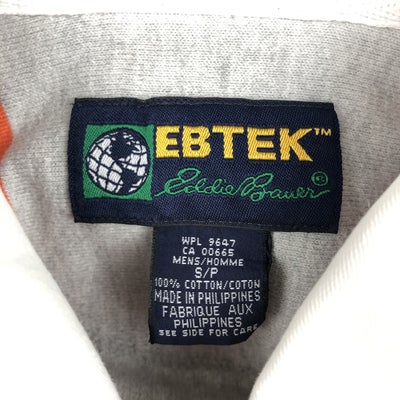 EBTEK™
Eddie Bauer®
WPL 9647
CA 00665
MENS/HOMME
S/P
100% COTTON/COTON
MADE IN PHILIPPINES
FABRIQUE AUX
PHILIPPINES
SEE SIDE FOR CARE